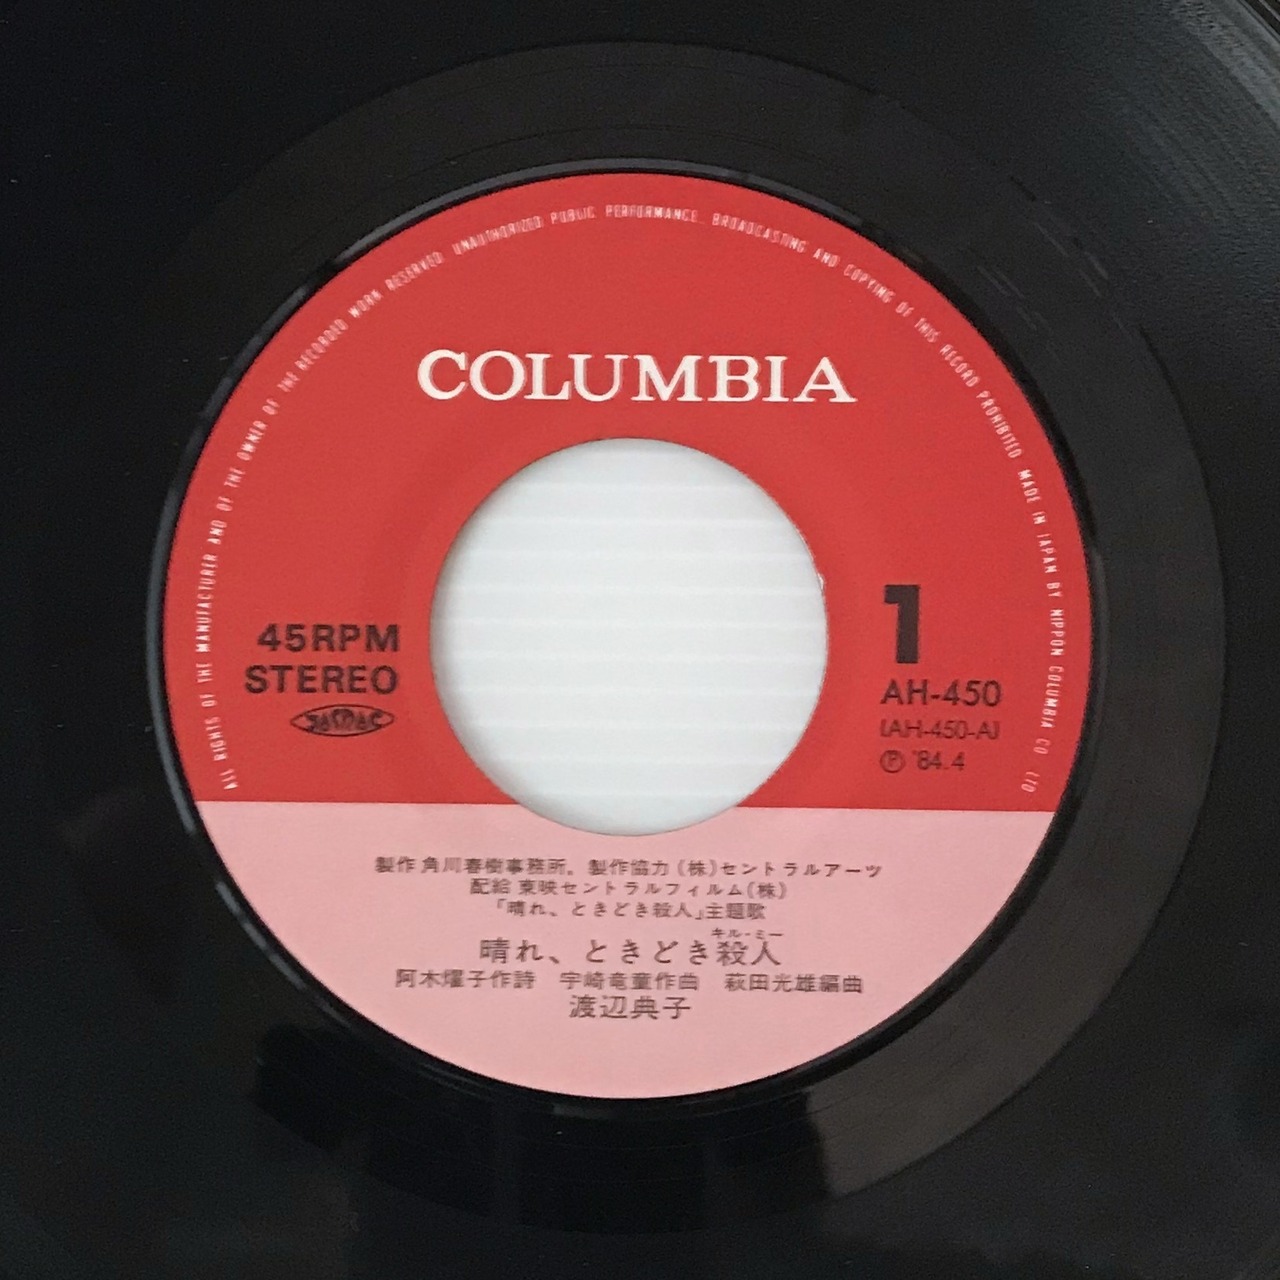 ALL RIGHTS OF THE MANUFACTURER AND OF THE OWNER OF THE RECORDED WORK RESERVED. UNAUTHORIZED PUBLIC PERFORMANCE. BROADCASTING AND COPYING OF THIS RECORD PROHIBITED MADE IN JAPAN BY NIPPON COLUMBIA CO. LTD
COLUMBIA
45RPM
STEREO
1
AH-450
(AH-450-A)
Ⓟ '84.4
製作 角川春樹事務所。製作協力(株)セントラルアーツ
配給 東映セントラルフィルム(株)
「晴れ、ときどき殺人」主題歌
キル・ミー
晴れ、ときどき殺人
阿木燿子作詩 宇崎竜童作曲 萩田光雄編曲
渡辺典子